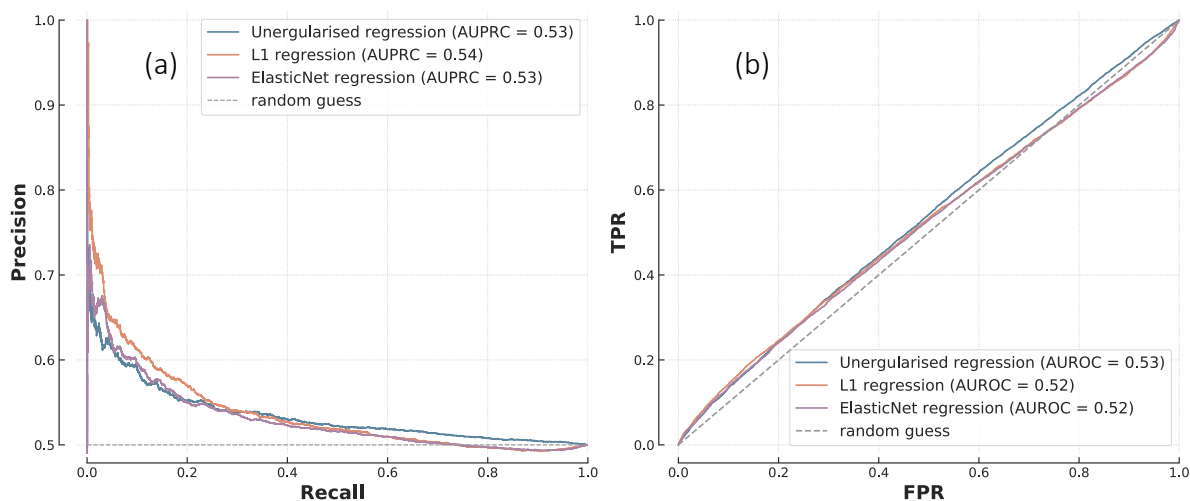 (a)
Unergularised regression (AUPRC = 0.53)
L1 regression (AUPRC = 0.54)
ElasticNet regression (AUPRC = 0.53)
random guess
Precision
1.0
0.9
0.8
0.7
0.6
0.5
0.0
0.2
0.4
0.6
0.8
1.0
Recall
(b)
TPR
1.0
0.8
0.6
0.4
0.2
0.0
Unergularised regression (AUROC = 0.53)
L1 regression (AUROC = 0.52)
ElasticNet regression (AUROC = 0.52)
random guess
0.0
0.2
0.4
0.6
0.8
1.0
FPR